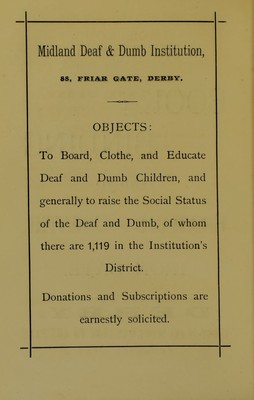 Midland Deaf & Dumb Institution,
85, FRIAR GATE, DERBY.
OBJECTS:
To Board, Clothe, and Educate
Deaf and Dumb Children, and
generally to raise the Social Status
of the Deaf and Dumb, of whom
there are 1,119 in the Institution's
District.
Donations and Subscriptions are
earnestly solicited.